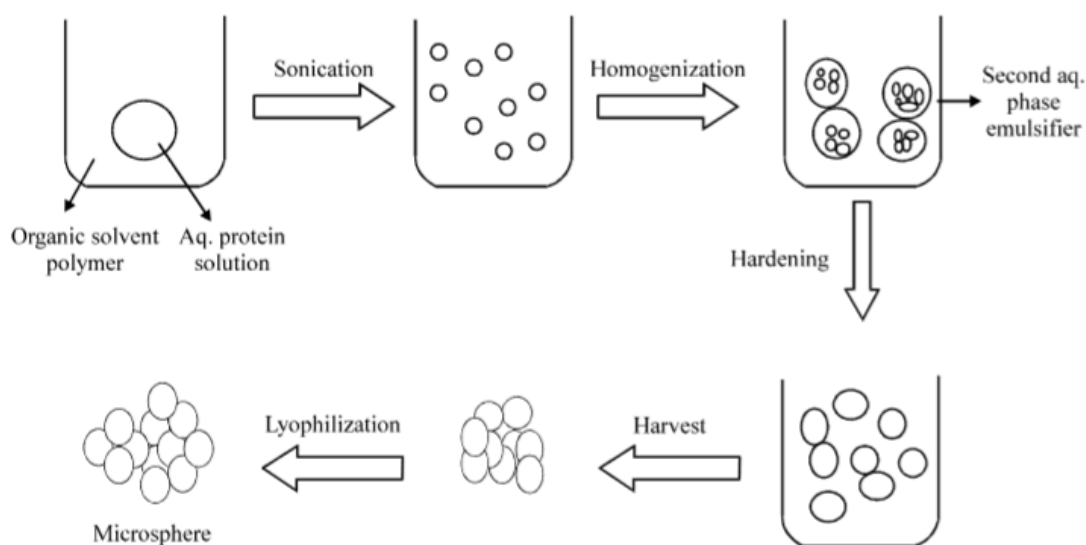 Sonication
Homogenization
Second aq.
phase
emulsifier
Organic solvent
polymer
Aq. protein
solution
Hardening
Lyophilization
Harvest
Microsphere